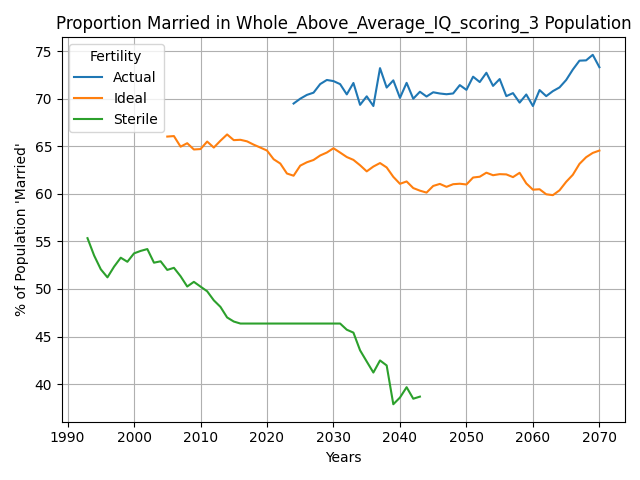 Proportion Married in Whole_Above_Average_IQ_scoring_3 Population
Fertility
Actual
Ideal
Sterile
% of Population 'Married'
75
70
65
60
55
50
45
40
1990
2000
2010
2020
2030
2040
2050
2060
2070
Years